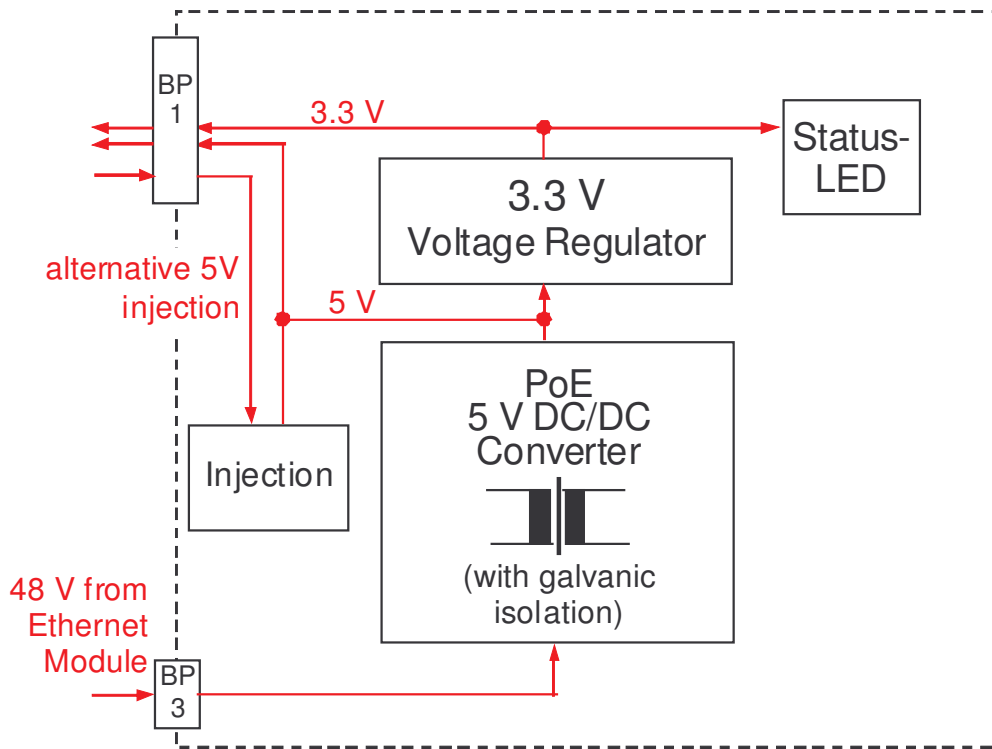 BP
1
3.3 V
Status-
LED
3.3 V
Voltage Regulator
alternative 5V
injection
5 V
PoE
5 V DC/DC
Converter
(with galvanic
isolation)
Injection
48 V from
Ethernet
Module
BP
3